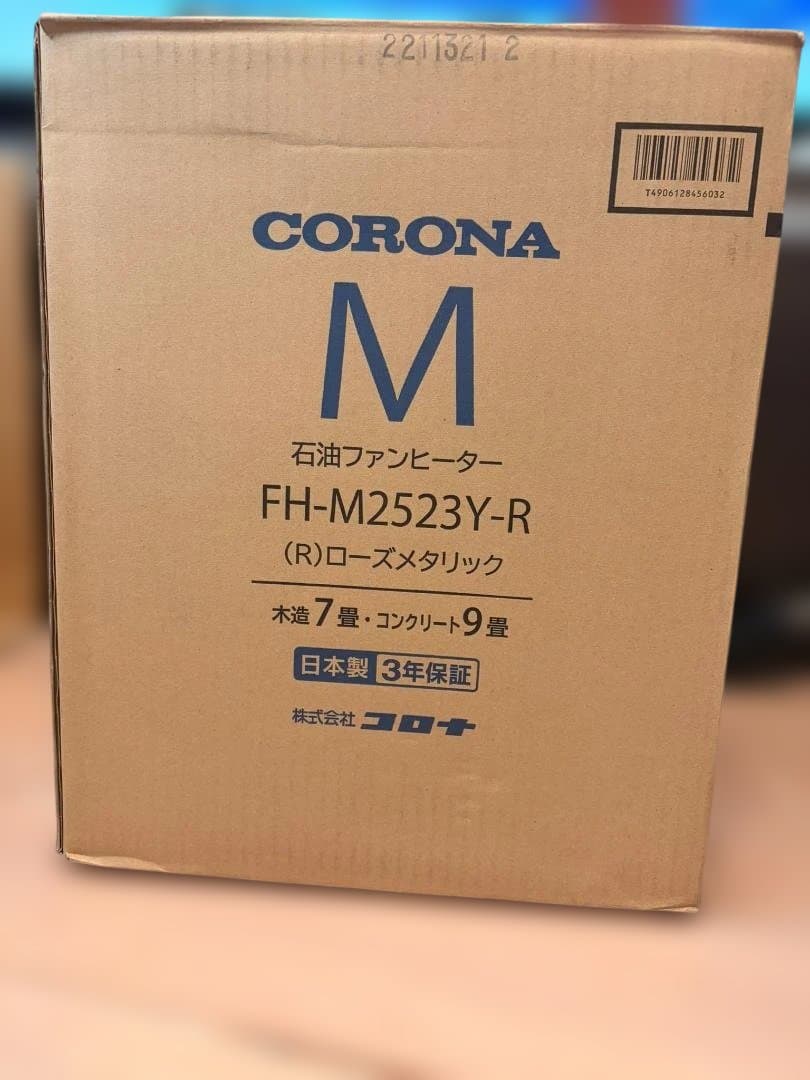 2211321 2
T4906128456032
CORONA
M
石油ファンヒーター
FH-M2523Y-R
(R)ローズメタリック
木造7畳・コンクリート9畳
日本製 3年保証
株式会社 コロナ